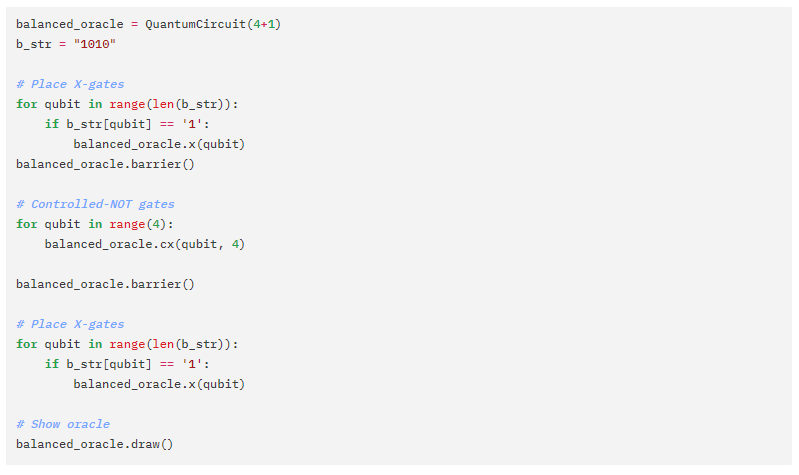 balanced_oracle = QuantumCircuit(4+1)
b_str = "1010"

# Place X-gates
for qubit in range(len(b_str)):
    if b_str[qubit] == '1':
        balanced_oracle.x(qubit)
balanced_oracle.barrier()

# Controlled-NOT gates
for qubit in range(4):
    balanced_oracle.cx(qubit, 4)

balanced_oracle.barrier()

# Place X-gates
for qubit in range(len(b_str)):
    if b_str[qubit] == '1':
        balanced_oracle.x(qubit)

# Show oracle
balanced_oracle.draw()